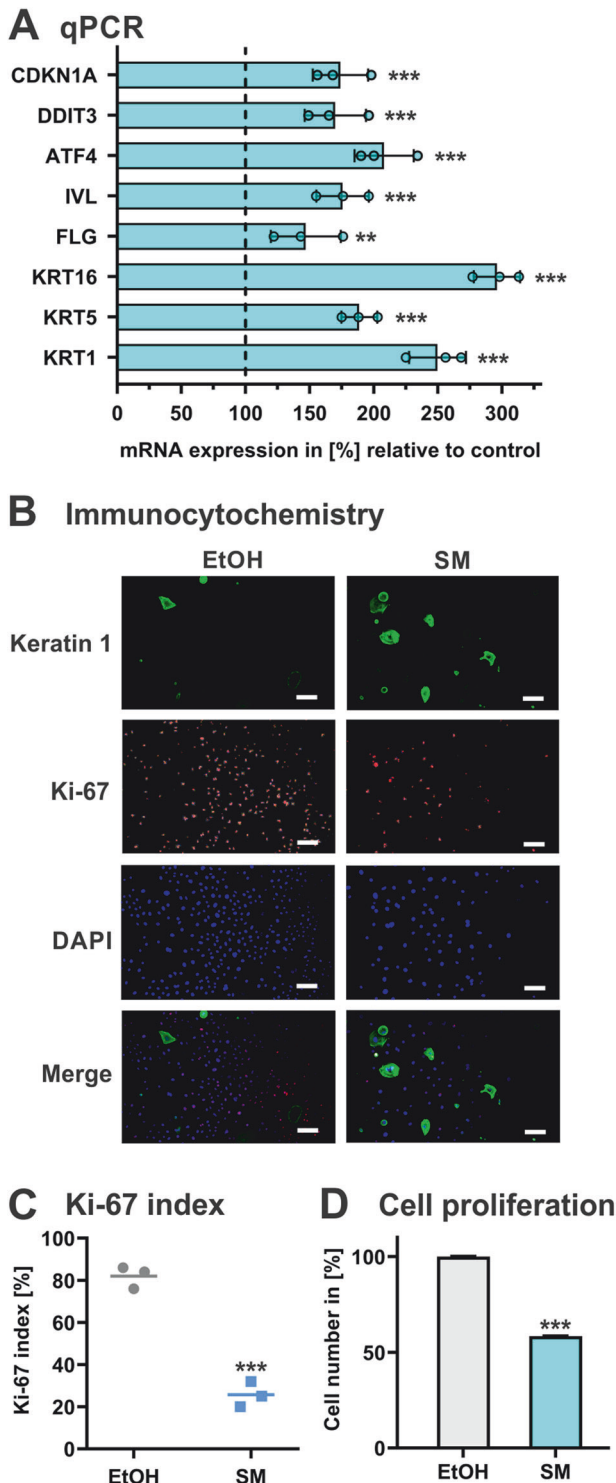 A qPCR
CDKN1A ***
DDIT3 ***
ATF4 ***
IVL ***
FLG **
KRT16 ***
KRT5 ***
KRT1 ***
0 50 100 150 200 250 300
mRNA expression in [%] relative to control
B Immunocytochemistry
EtOH SM
Keratin 1
Ki-67
DAPI
Merge
C Ki-67 index
Ki-67 index [%]
100
80
60
40
20
0
***
EtOH SM
D Cell proliferation
Cell number in [%]
100
50
0
***
EtOH SM